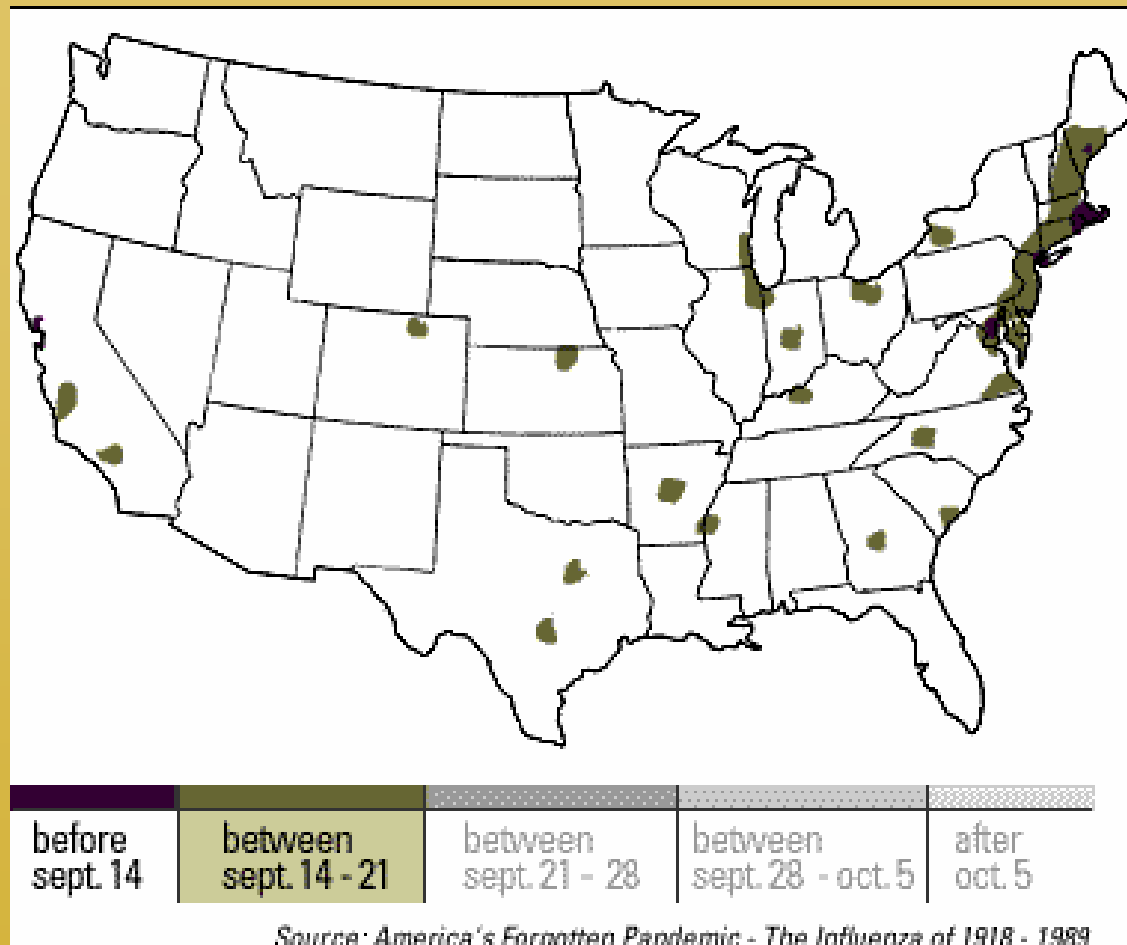 before
sept. 14
between
sept. 14 - 21
between
sept. 21 - 28
between
sept. 28 - oct. 5
after
oct. 5
Source: America's Forgotten Pandemic - The Influenza of 1918 - 1989